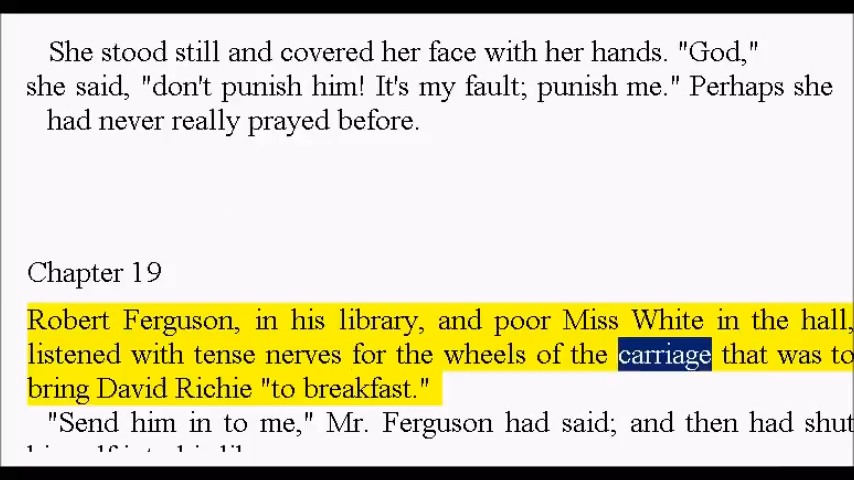 She stood still and covered her face with her hands. "God,"
she said, "don't punish him! It's my fault; punish me." Perhaps she
had never really prayed before.
Chapter 19
Robert Ferguson, in his library, and poor Miss White in the hall,
listened with tense nerves for the wheels of the carriage that was to
bring David Richie "to breakfast."
"Send him in to me," Mr. Ferguson had said; and then had shut